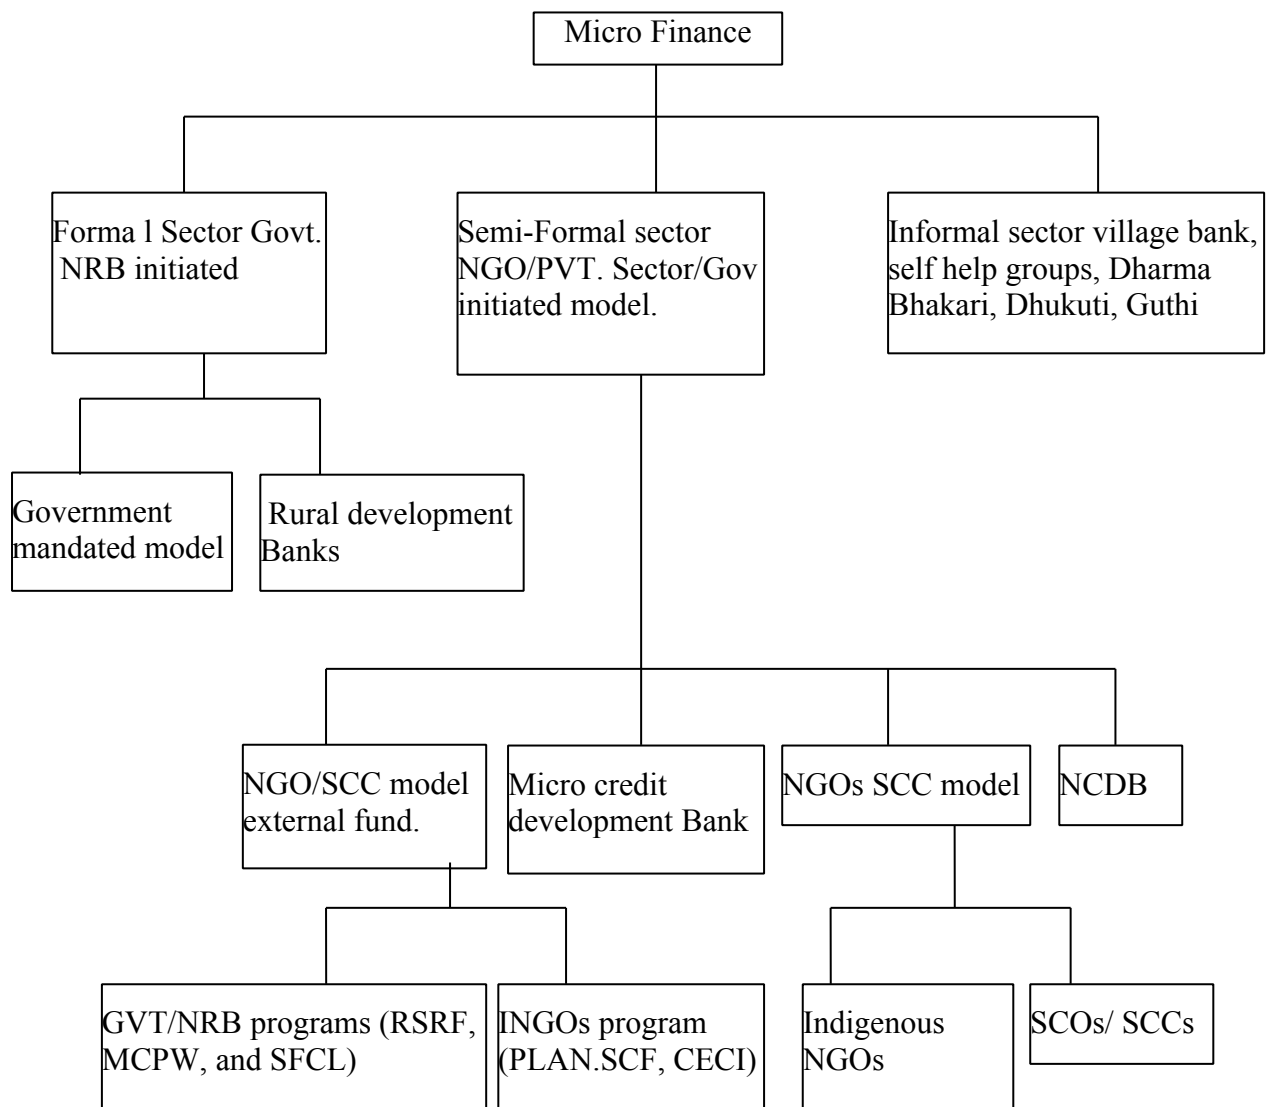 Micro Finance
Forma l Sector Govt.
NRB initiated
Semi-Formal sector
NGO/PVT. Sector/Gov
initiated model.
Informal sector village bank,
self help groups, Dharma
Bhakari, Dhukuti, Guthi
Government
mandated model
Rural development
Banks
NGO/SCC model
external fund.
Micro credit
development Bank
NGOs SCC model
NCDB
GVT/NRB programs (RSRF,
MCPW, and SFCL)
INGOs program
(PLAN.SCF, CECI)
Indigenous
NGOs
SCOs/ SCCs